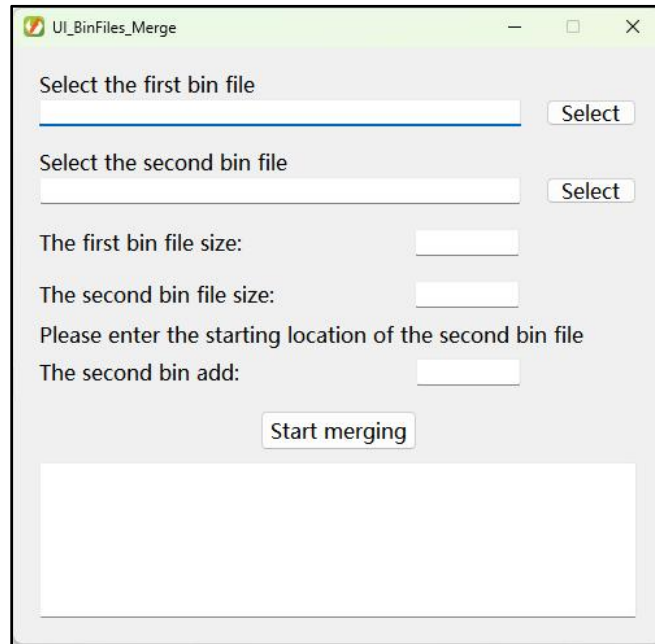 UI_BinFiles_Merge
Select the first bin file
Select
Select the second bin file
Select
The first bin file size:
The second bin file size:
Please enter the starting location of the second bin file
The second bin add:
Start merging